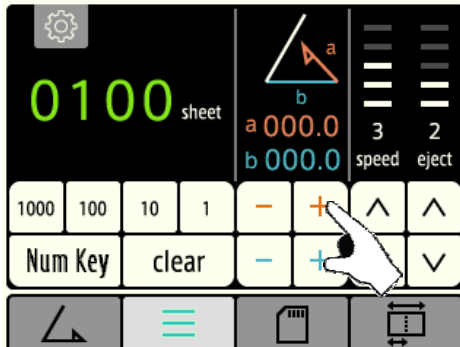 0100 sheet
a
b
a 000.0
b 000.0
3 2
speed eject
1000 100 10 1 - +
Num Key clear - +